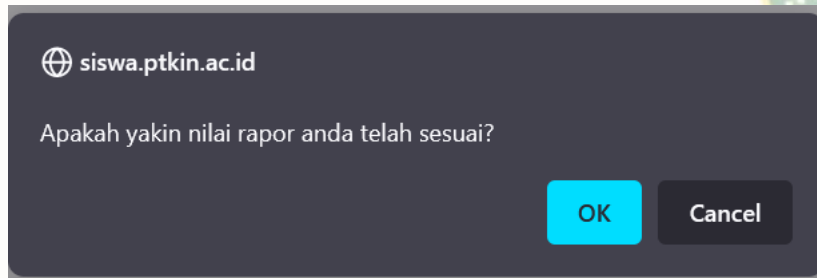 siswa.ptkin.ac.id
Apakah yakin nilai rapor anda telah sesuai?
OK
Cancel